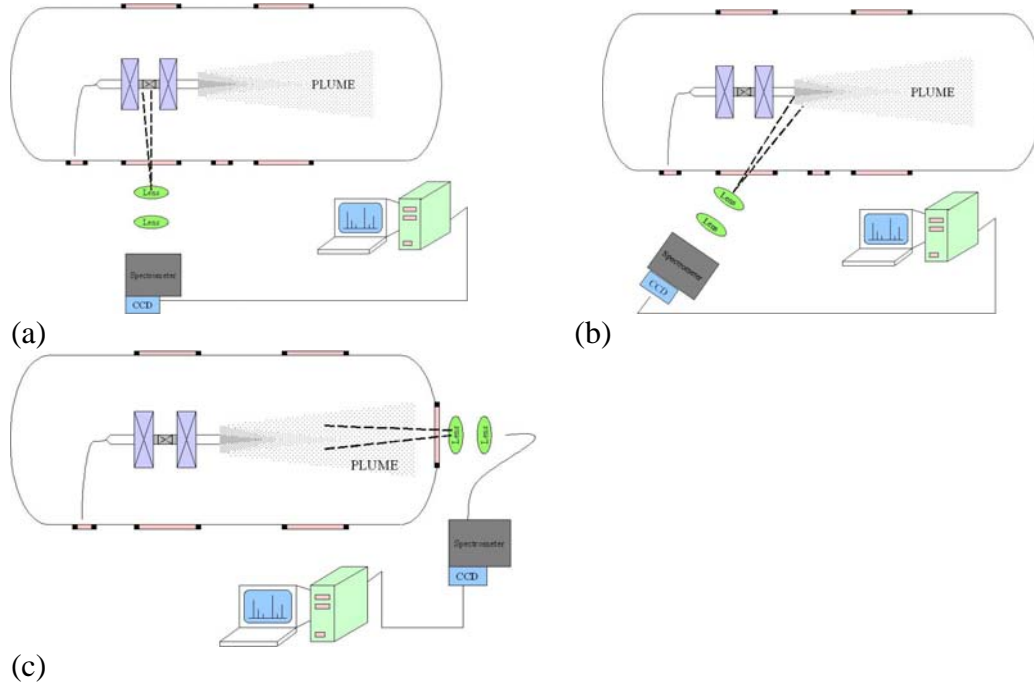 PLUME
Lens
Lens
Spectrometer
CCD
(a)
PLUME
Lens
Lens
Spectrometer
CCD
(b)
PLUME
Lens
Lens
Spectrometer
CCD
(c)